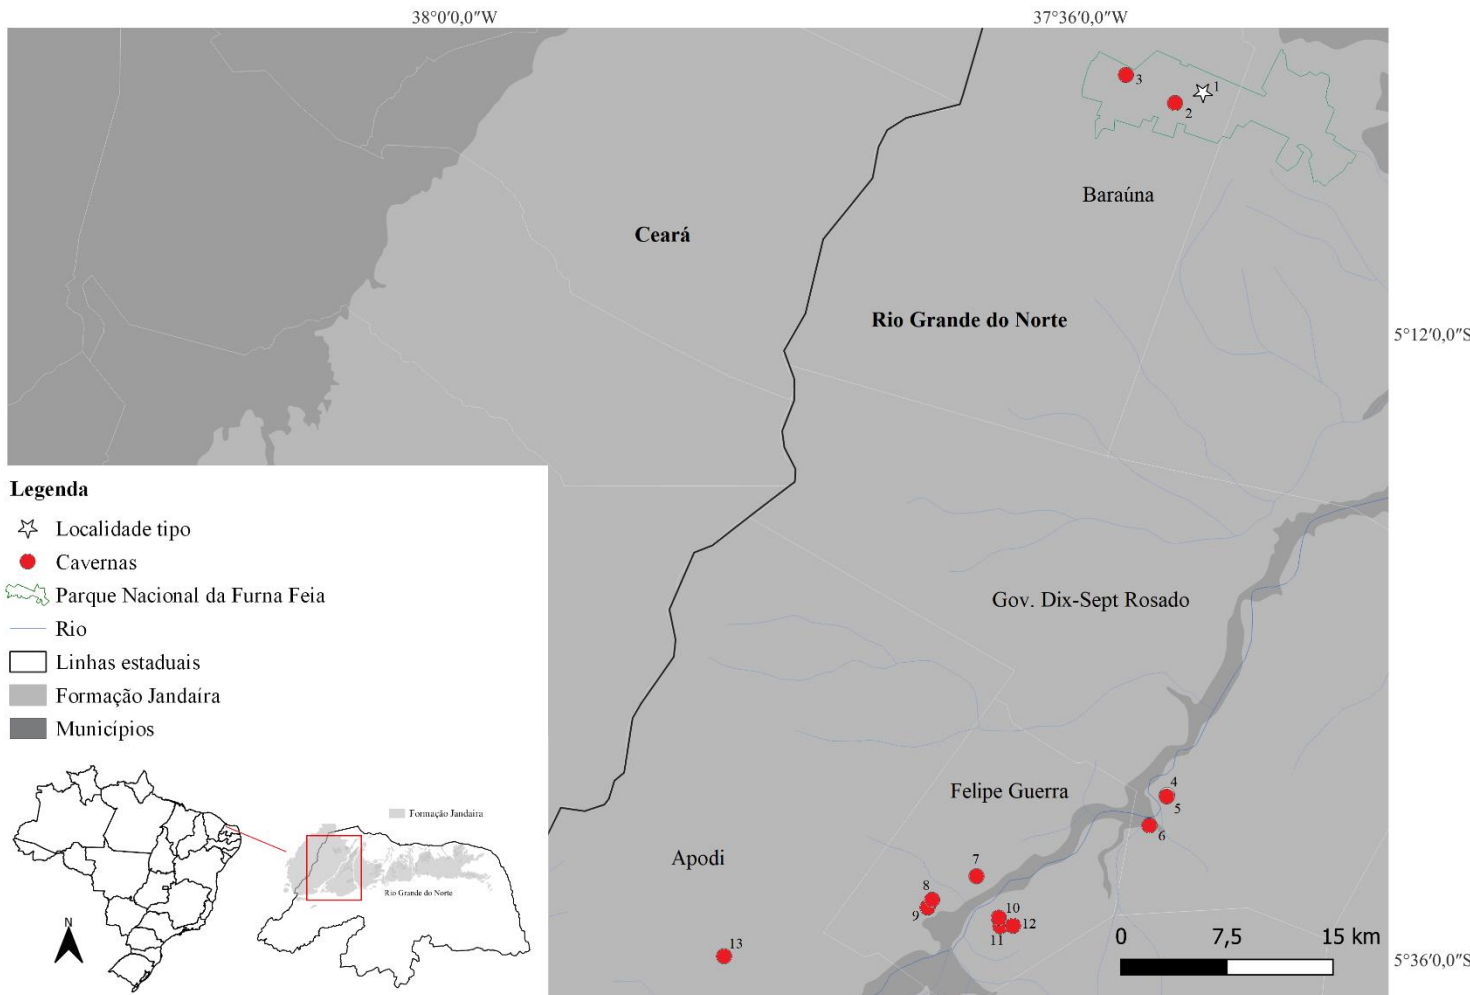 38°0′0,0″W
37°36′0,0″W
3
1
2
Baraúna
Ceará
Rio Grande do Norte
5°12′0,0″S
Legenda
Localidade tipo
Cavernas
Parque Nacional da Furna Feia
Rio
Linhas estaduais
Formação Jandaíra
Municípios
Gov. Dix-Sept Rosado
Felipe Guerra
4
5
6
Apodi
7
8
9
10
11
12
13
Formação Jandaíra
Rio Grande do Norte
N
0 7,5 15 km
5°36′0,0″S